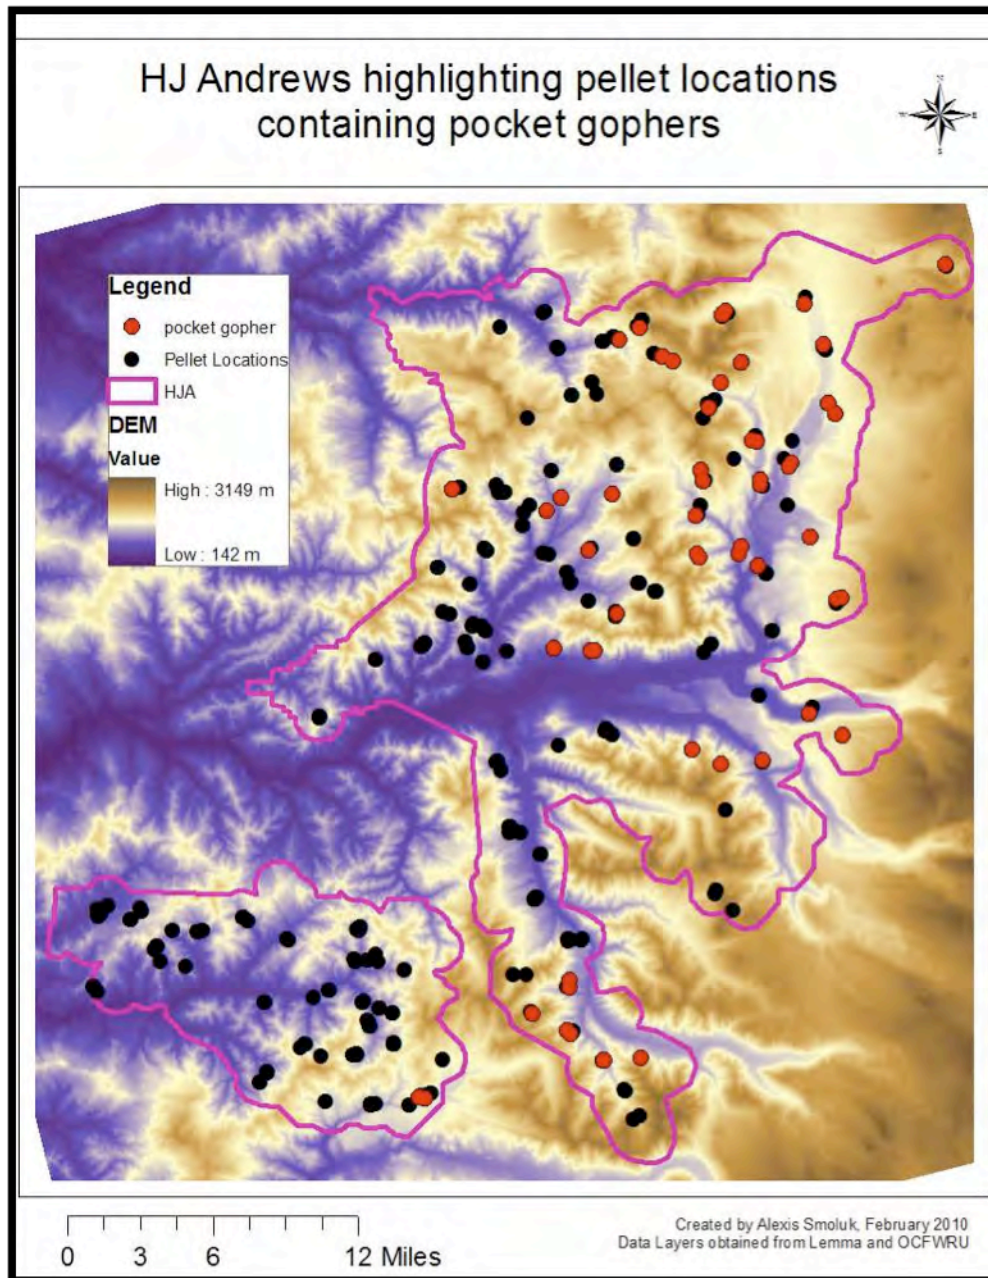 HJ Andrews highlighting pellet locations
containing pocket gophers
N
W
E
S
Legend
pocket gopher
Pellet Locations
HJA
DEM
Value
High : 3149 m
Low : 142 m
0 3 6 12 Miles
Created by Alexis Smoluk, February 2010
Data Layers obtained from Lemma and OCFWRU